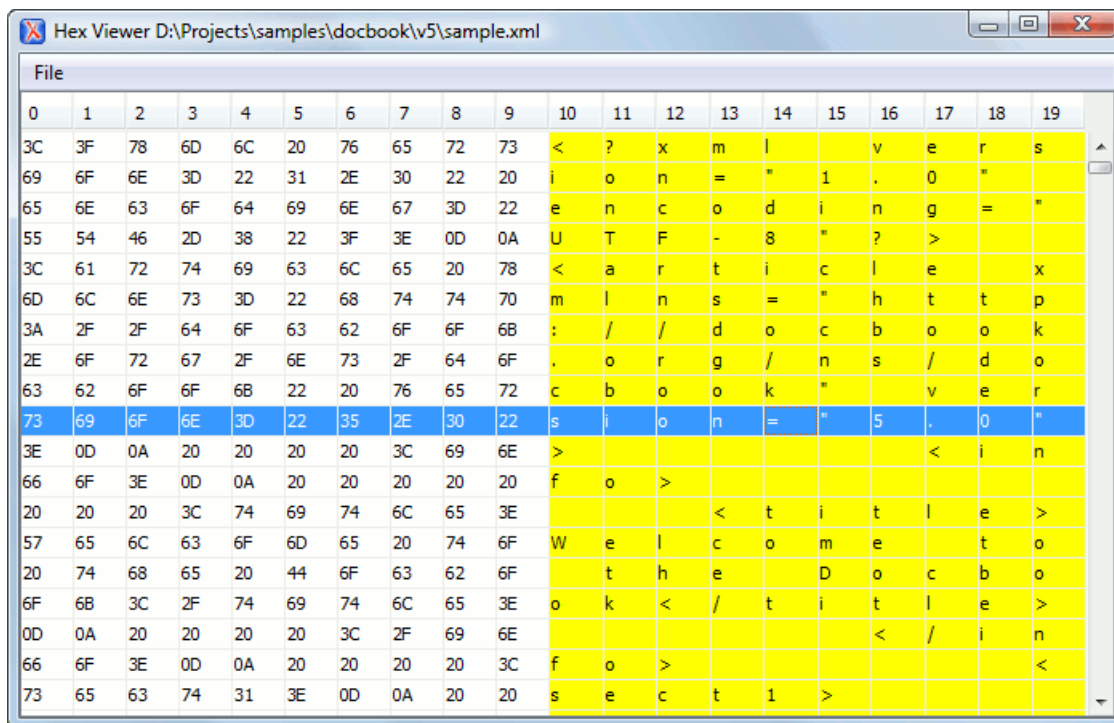 Hex Viewer D:\Projects\samples\docbook\v5\sample.xml
File
0 1 2 3 4 5 6 7 8 9 10 11 12 13 14 15 16 17 18 19
3C 3F 78 6D 6C 20 76 65 72 73 < ? x m l v e r s
69 6F 6E 3D 22 31 2E 30 22 20 i o n = " 1 . 0 "
65 6E 63 6F 64 69 6E 67 3D 22 e n c o d i n g = "
55 54 46 2D 38 22 3F 3E 0D 0A U T F - 8 " ? >
3C 61 72 74 69 63 6C 65 20 78 < a r t i c l e x
6D 6C 6E 73 3D 22 68 74 74 70 m l n s = " h t t p
3A 2F 2F 64 6F 63 62 6F 6F 6B : / / d o c b o o k
2E 6F 72 67 2F 6E 73 2F 64 6F . o r g / n s / d o
63 62 6F 6F 6B 22 20 76 65 72 c b o o k " v e r
73 69 6F 6E 3D 22 35 2E 30 22 s i o n = " 5 . 0 "
3E 0D 0A 20 20 20 20 3C 69 6E > < i n
66 6F 3E 0D 0A 20 20 20 20 20 f o >
20 20 20 3C 74 69 74 6C 65 3E < t i t l e >
57 65 6C 63 6F 6D 65 20 74 6F W e l c o m e t o
20 74 68 65 20 44 6F 63 62 6F t h e D o c b o
6F 6B 3C 2F 74 69 74 6C 65 3E o k < / t i t l e >
0D 0A 20 20 20 20 3C 2F 69 6E < / i n
66 6F 3E 0D 0A 20 20 20 20 3C f o > <
73 65 63 74 31 3E 0D 0A 20 20 s e c t 1 >